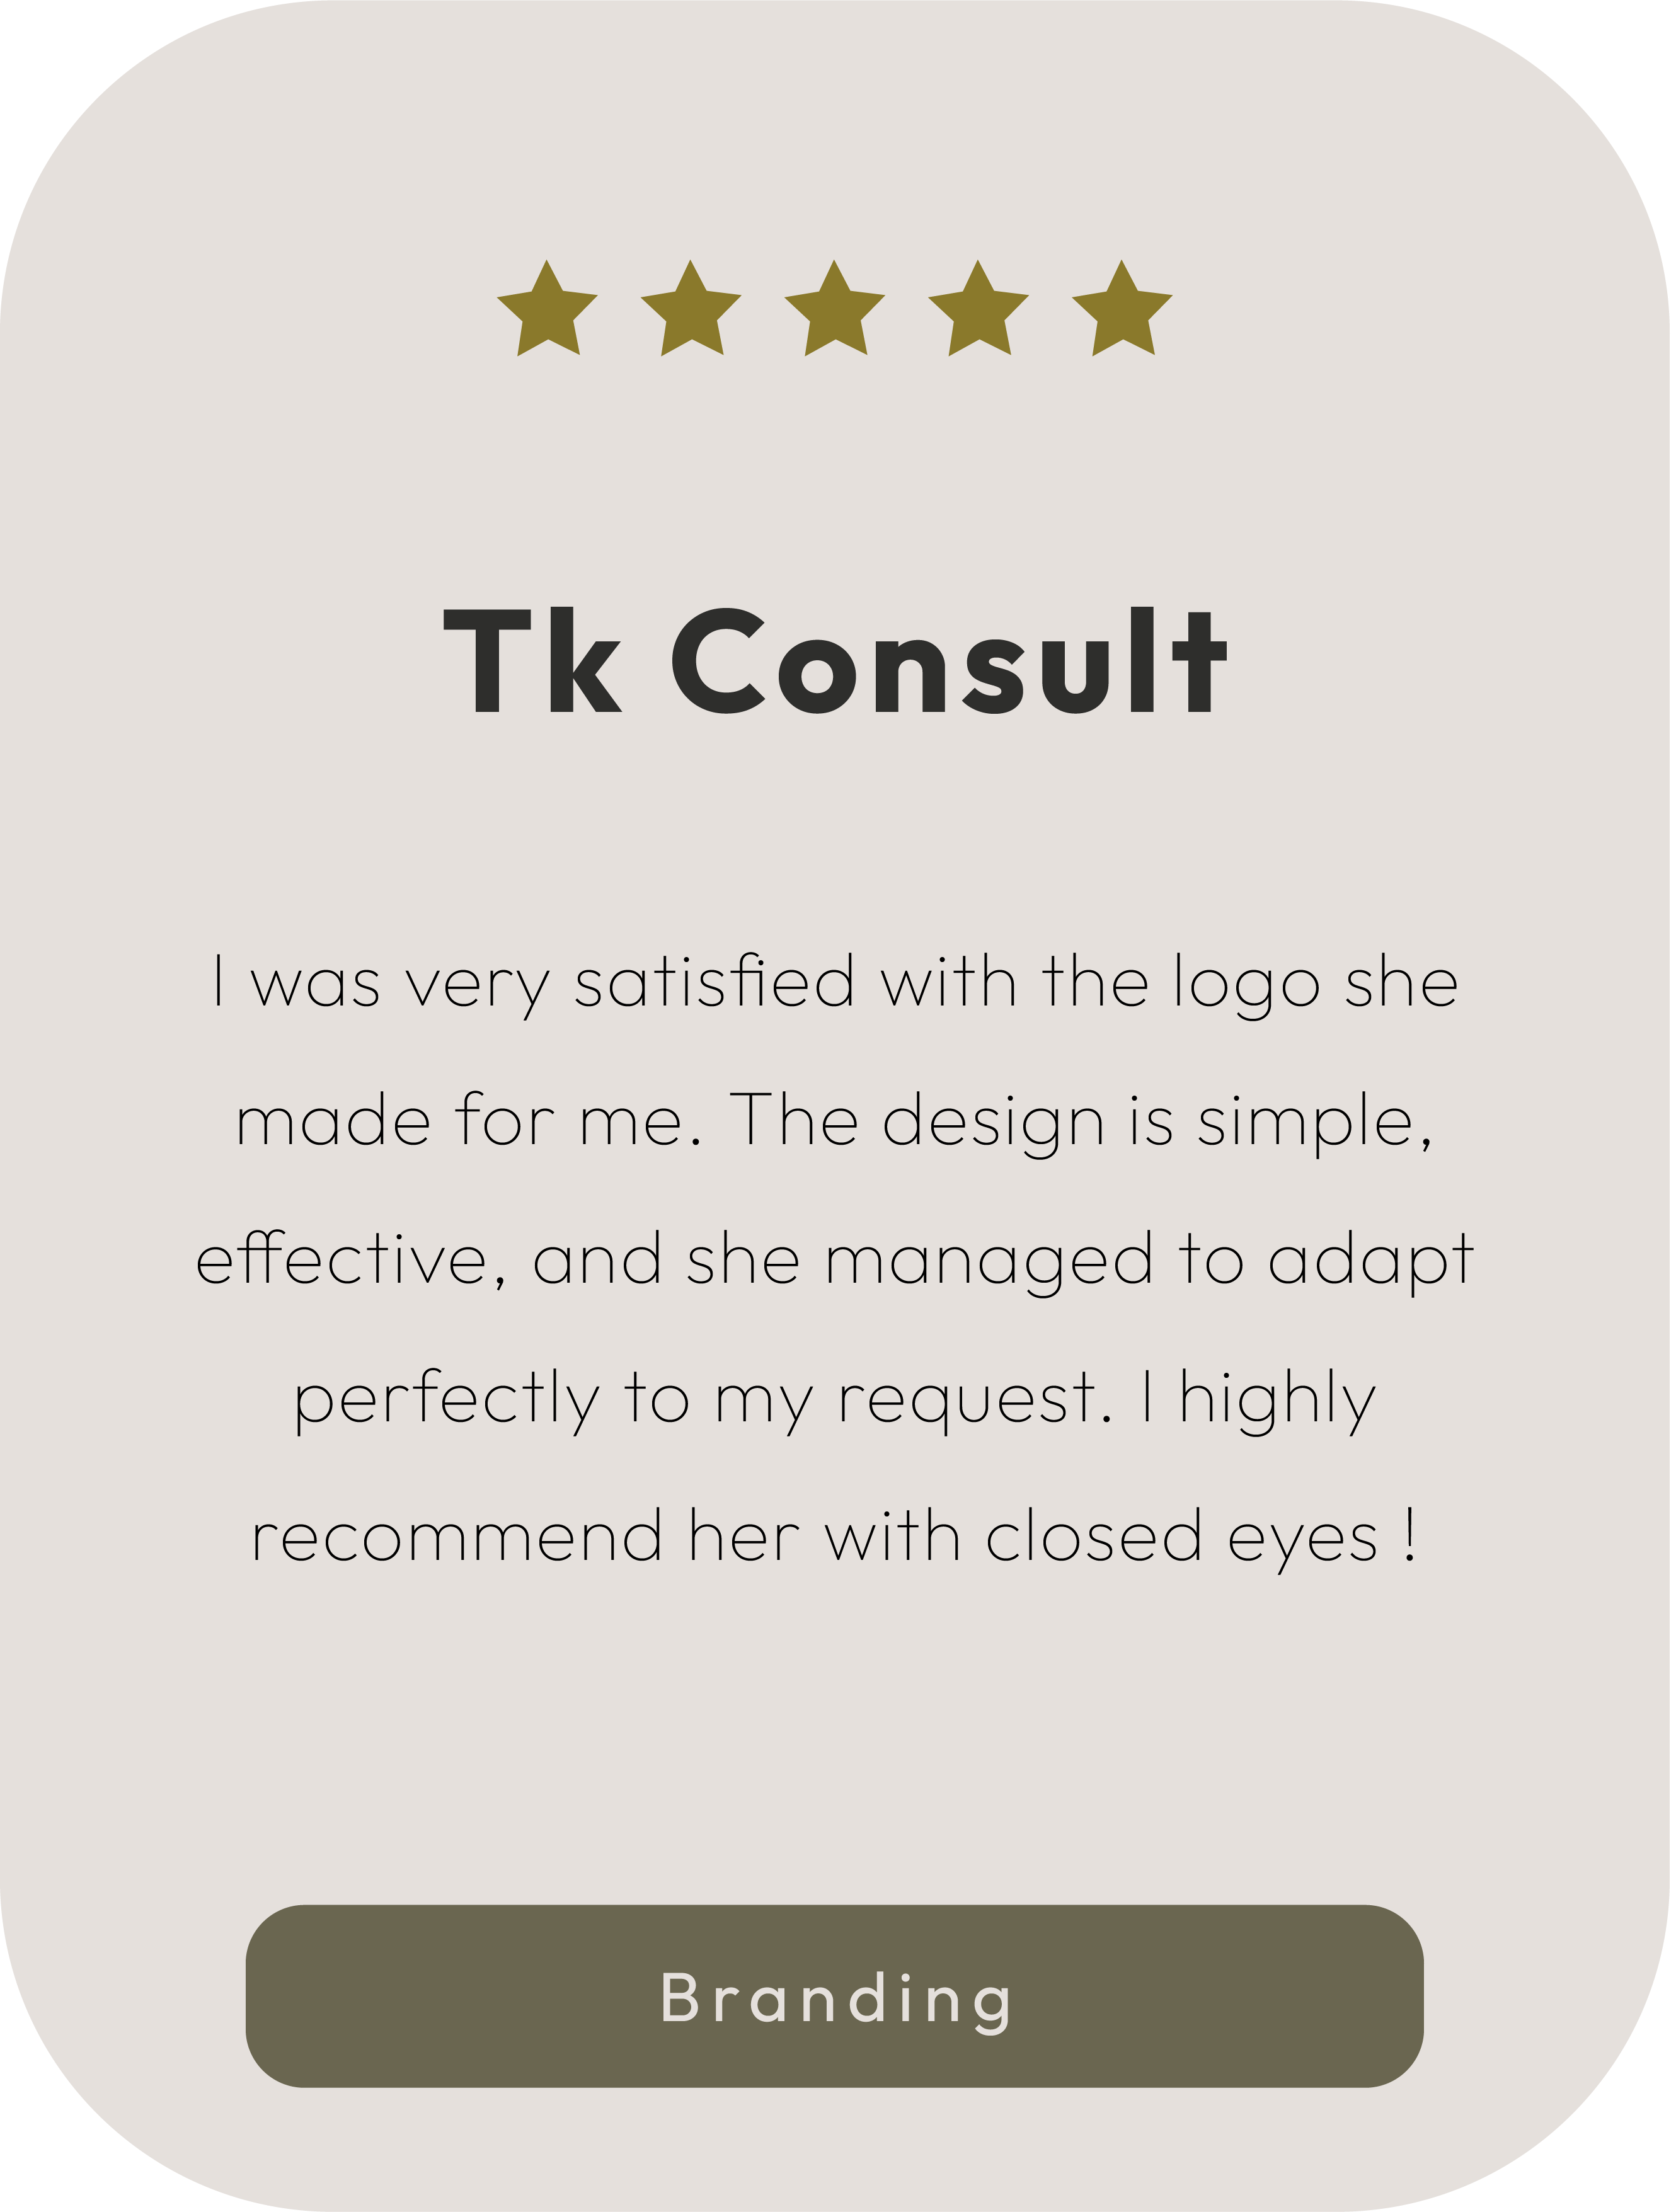 Tk Consult
I was very satisfied with the logo she
made for me. The design is simple,
effective, and she managed to adapt
perfectly to my request. I highly
recommend her with closed eyes !
Branding